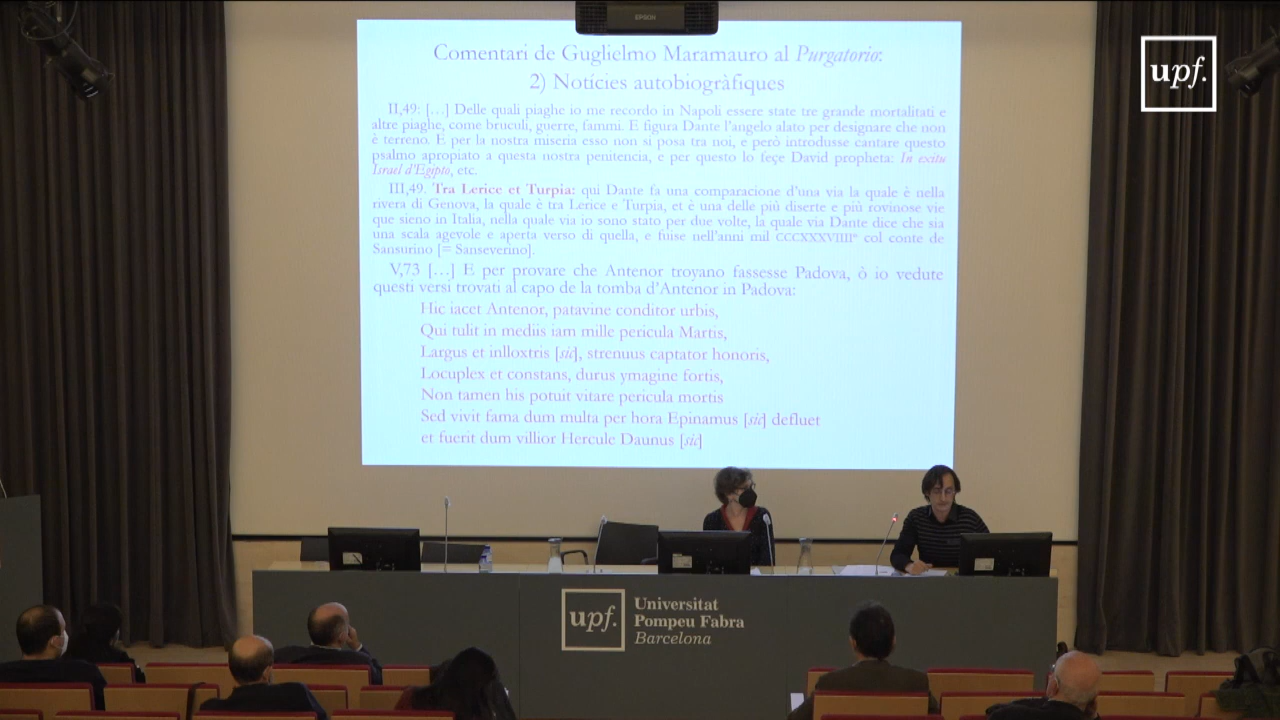 EPSON
Comentari de Guglielmo Maramauro al Purgatorio:
2) Notícies autobiogràfiques
II,49: […] Delle quali piaghe io me recordo in Napoli essere state tre grande mortalitati e
altre piaghe, come bruculi, guerre, fammi. E figura Dante l'angelo alato per designare che non
è terreno. E per la nostra miseria esso non si posa tra noi, e però introdusse cantare questo
psalmo apropiato a questa nostra penitencia, e per questo lo feçe David propheta: In exitu
Israel d'Egipto, etc.
III,49. Tra Lerice et Turpia: qui Dante fa una comparacione d'una via la quale è nella
rivera di Genova, la quale è tra Lerice e Turpia, et è una delle più diserte e più rovinose vie
que sieno in Italia, nella quale via io sono stato per due volte, la quale via Dante dice che sia
una scala agevole e aperta verso di quella, e fuise nell'anni mil CCCXXXVIIIIº col conte de
Sansurino [= Sanseverino].
V,73 […] E per provare che Antenor troyano fassesse Padova, ò io vedute
questi versi trovati al capo de la tomba d'Antenor in Padova:
Hic iacet Antenor, patavine conditor urbis,
Qui tulit in mediis iam mille pericula Martis,
Largus et inlloxtris [sic], strenuus captator honoris,
Locuplex et constans, durus ymagine fortis,
Non tamen his potuit vitare pericula mortis
Sed vivit fama dum multa per hora Epinamus [sic] defluet
et fuerit dum villior Hercule Daunus [sic]
upf.
upf.
Universitat
Pompeu Fabra
Barcelona